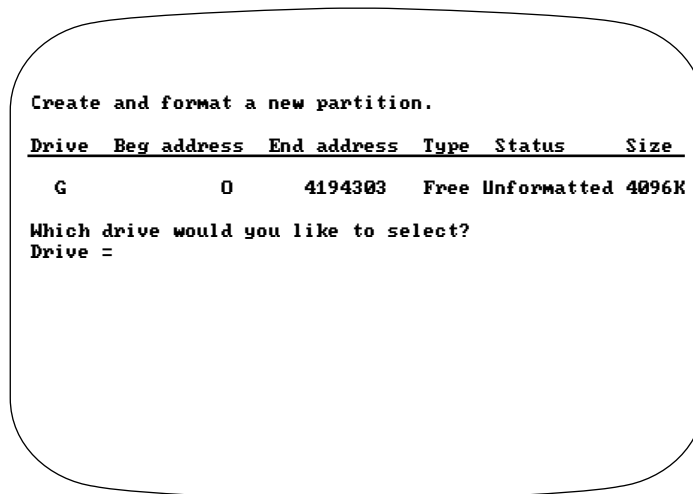 Create and format a new partition.
Drive Beg address End address Type Status Size
G 0 4194303 Free Unformatted 4096K
Which drive would you like to select?
Drive =